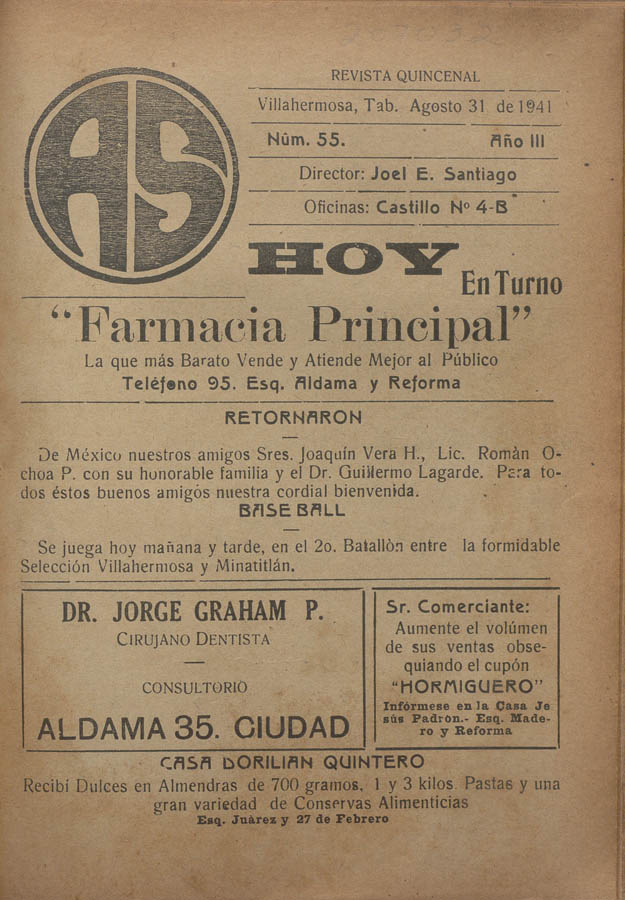 AS
REVISTA QUINCENAL
Villahermosa, Tab. Agosto 31 de 1941
Núm. 55. Año III
Director: Joel E. Santiago
Oficinas: Castillo Nº 4-B
HOY
En Turno
“Farmacia Principal”
La que más Barato Vende y Atiende Mejor al Público
Teléfono 95. Esq. Aldama y Reforma
RETORNARON
De México nuestros amigos Sres. Joaquín Vera H., Lic. Romàn O-
choa P. con su honorable familia y el Dr. Guillermo Lagarde. Para to-
dos éstos buenos amigos nuestra cordial bienvenida.
BASE BALL
Se juega hoy mañana y tarde, en el 2o. Batallòn entre la formidable
Selección Villahermosa y Minatitlán.
DR. JORGE GRAHAM P.
CIRUJANO DENTISTA
CONSULTORIO
ALDAMA 35. CIUDAD
Sr. Comerciante:
Aumente el volúmen
de sus ventas obse-
quiando el cupón
“HORMIGUERO”
Infórmese en la Casa Je
sús Padron.- Esq. Made-
ro y Reforma
CASA DORILIAN QUINTERO
Recibí Dulces en Almendras de 700 gramos, 1 y 3 kilos. Pastas y una
gran variedad de Conservas Alimenticias
Esq. Juárez y 27 de Febrero